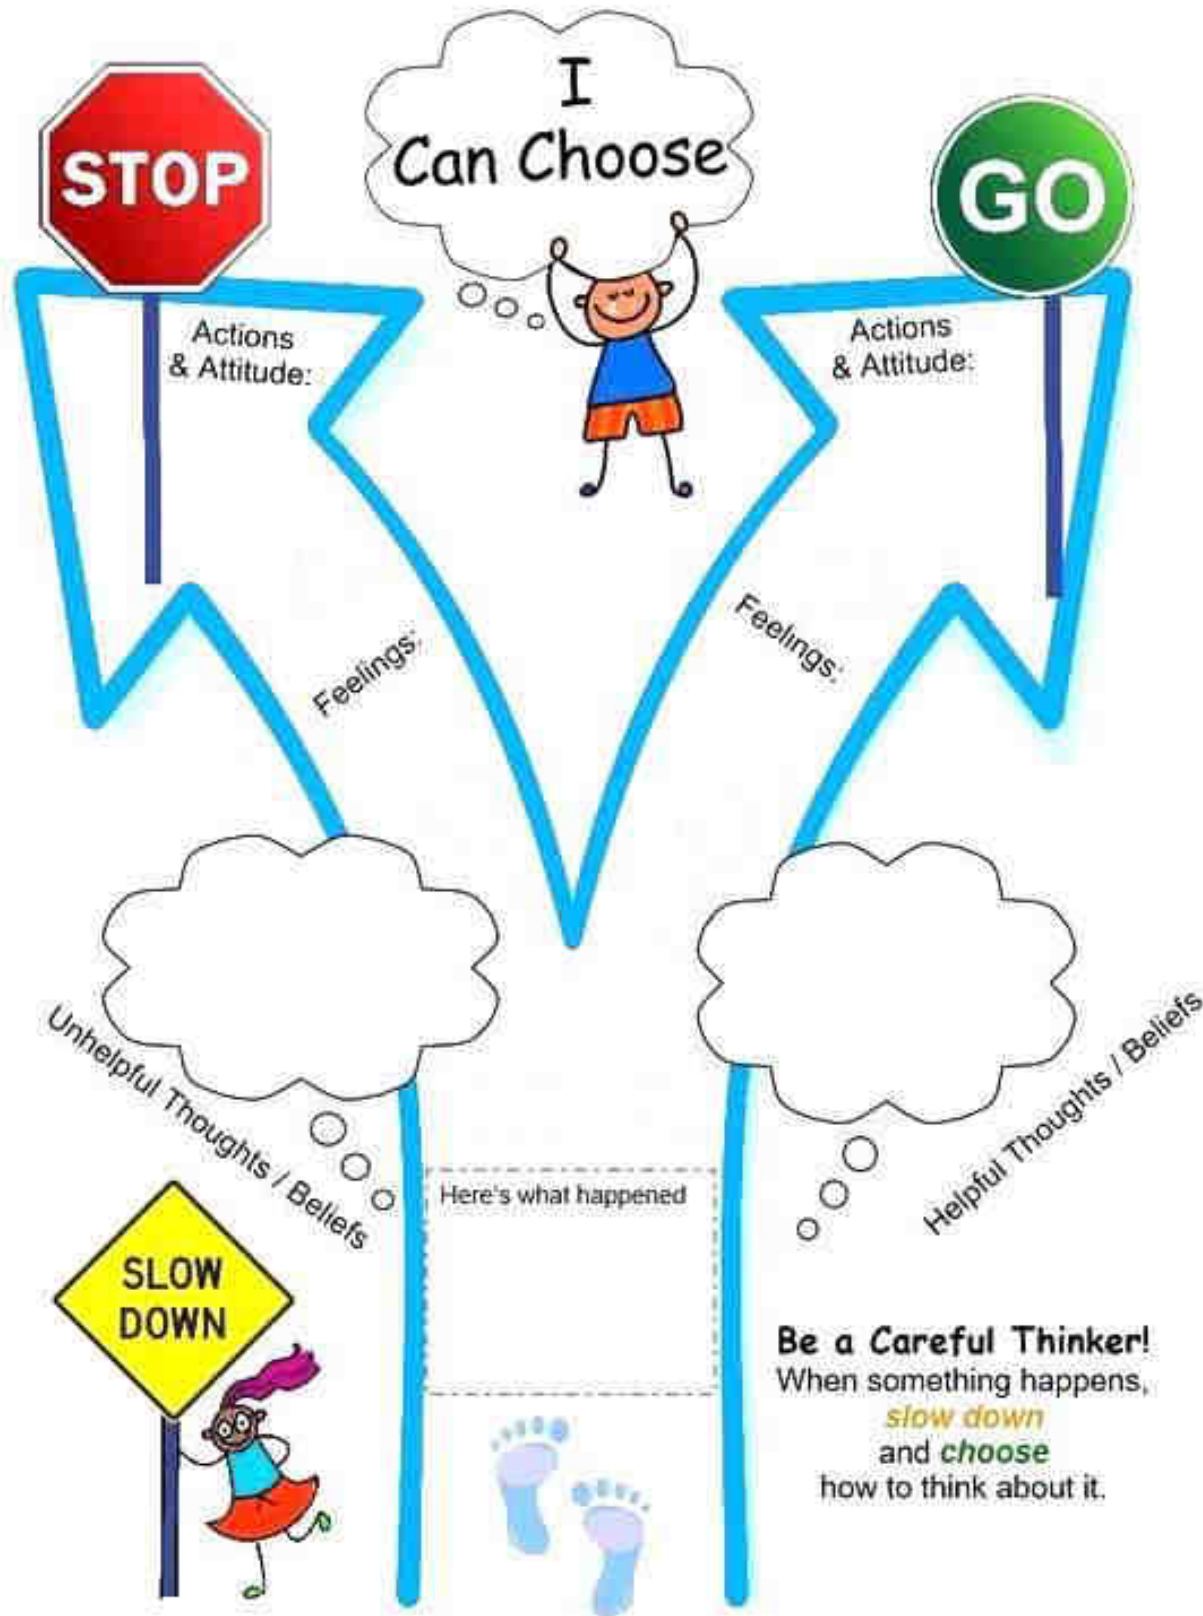 I
Can Choose
STOP
GO
Actions
& Attitude:
Actions
& Attitude:
Feelings:
Feelings:
Unhelpful Thoughts / Beliefs
Helpful Thoughts / Beliefs
Here's what happened
SLOW
DOWN
Be a Careful Thinker!
When something happens,
slow down
and choose
how to think about it.